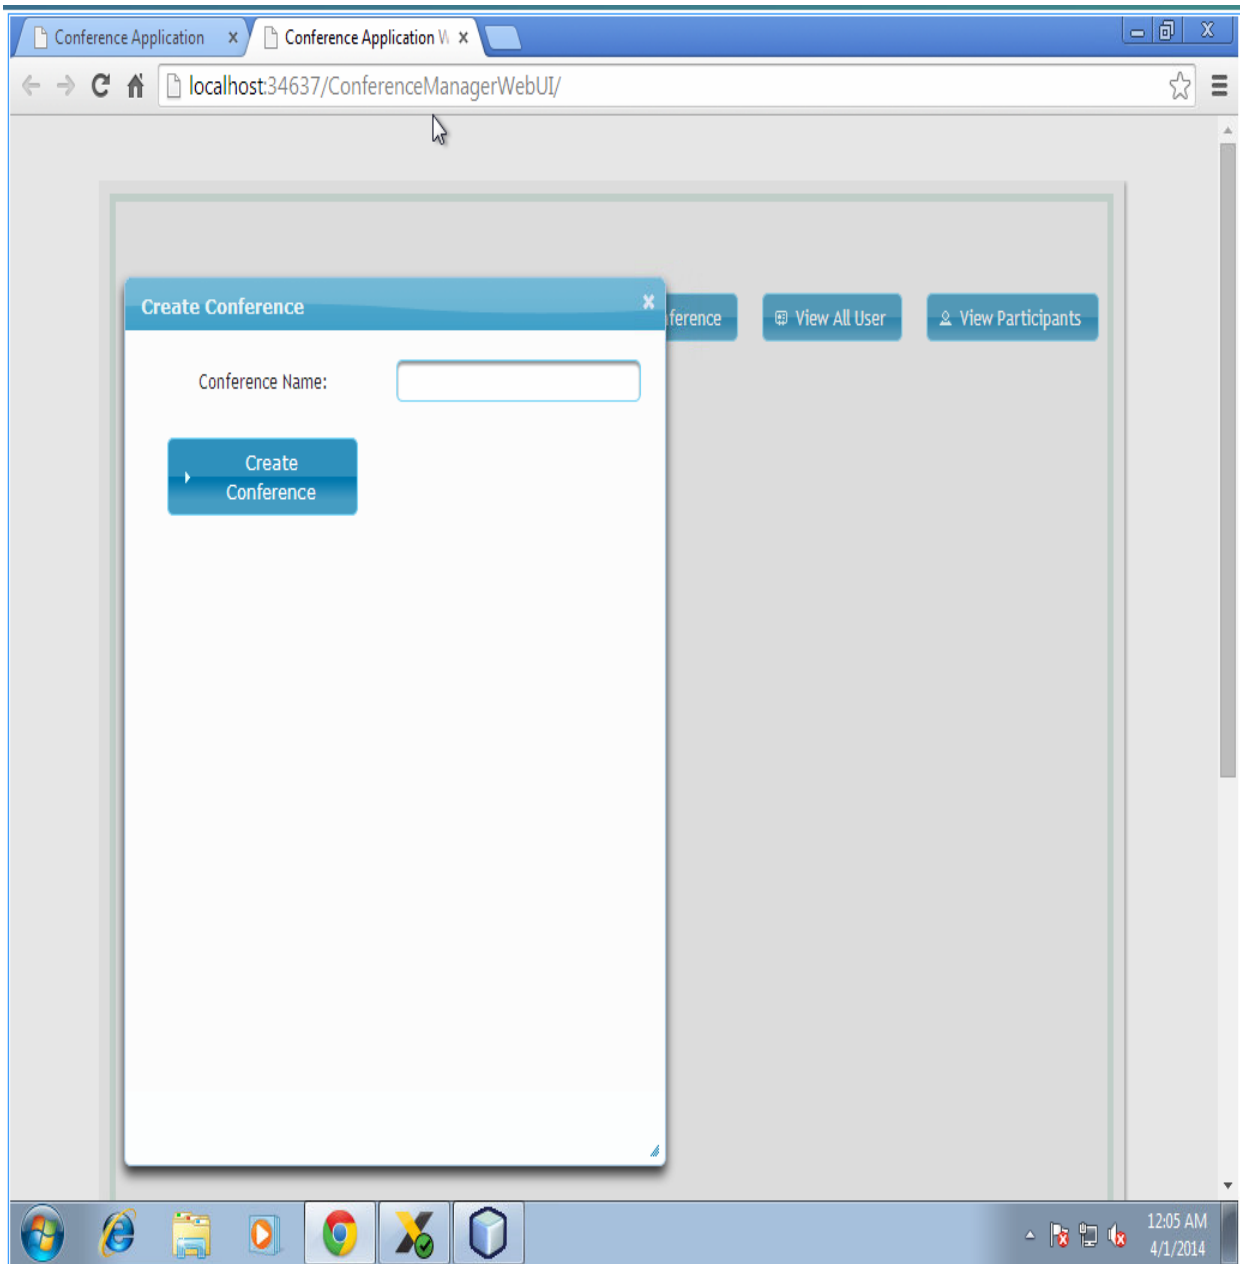 Conference Application
Conference Application
localhost:34637/ConferenceManagerWebUI/
Create Conference
ference
View All User
View Participants
Conference Name:
Create
Conference
12:05 AM
4/1/2014